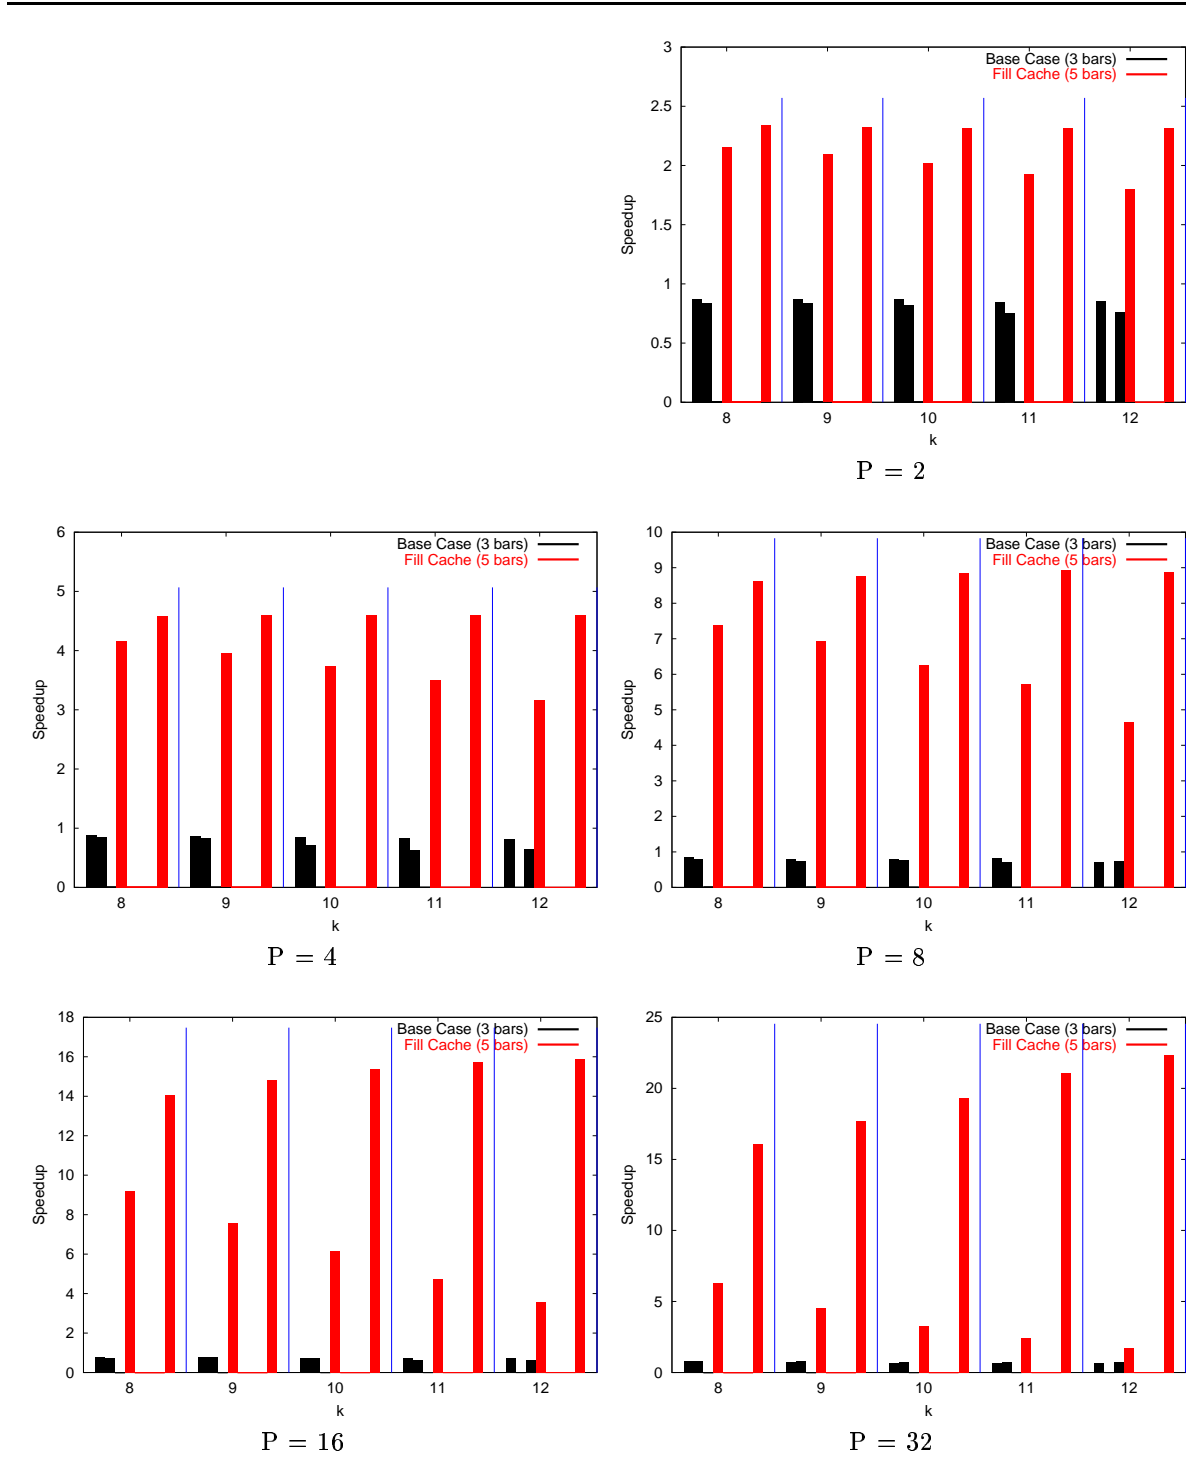 3
Base Case (3 bars)
Fill Cache (5 bars)
2.5
2
1.5
Speedup
1
0.5
0
8 9 10 11 12
k
P = 2
6
Base Case (3 bars)
Fill Cache (5 bars)
5
4
3
Speedup
2
1
0
8 9 10 11 12
k
P = 4
10
Base Case (3 bars)
Fill Cache (5 bars)
9
8
7
6
5
Speedup
4
3
2
1
0
8 9 10 11 12
k
P = 8
18
Base Case (3 bars)
Fill Cache (5 bars)
16
14
12
10
Speedup
8
6
4
2
0
8 9 10 11 12
k
P = 16
25
Base Case (3 bars)
Fill Cache (5 bars)
20
15
Speedup
10
5
0
8 9 10 11 12
k
P = 32